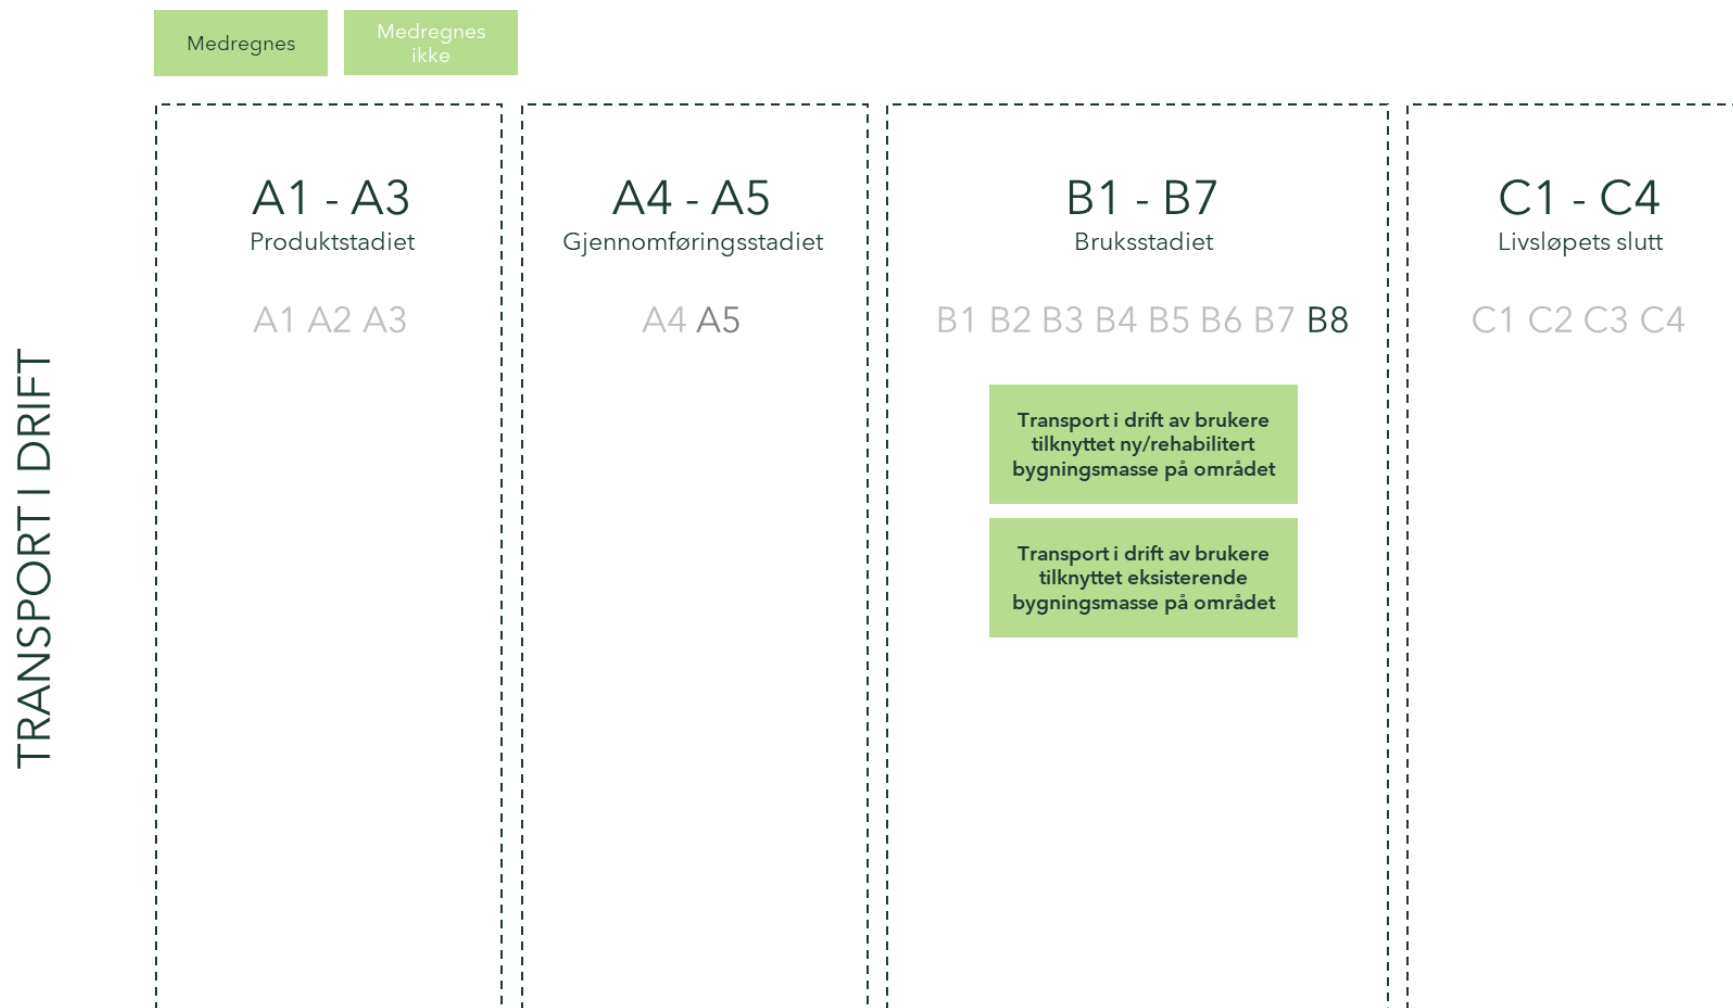 Medregnes
Medregnes
ikke
TRANSPORT I DRIFT
A1 - A3
Produktstadiet
A1 A2 A3
A4 - A5
Gjennomføringsstadiet
A4 A5
B1 - B7
Bruksstadiet
B1 B2 B3 B4 B5 B6 B7 B8
Transport i drift av brukere
tilknyttet ny/rehabilitert
bygningsmasse på området
Transport i drift av brukere
tilknyttet eksisterende
bygningsmasse på området
C1 - C4
Livsløpets slutt
C1 C2 C3 C4